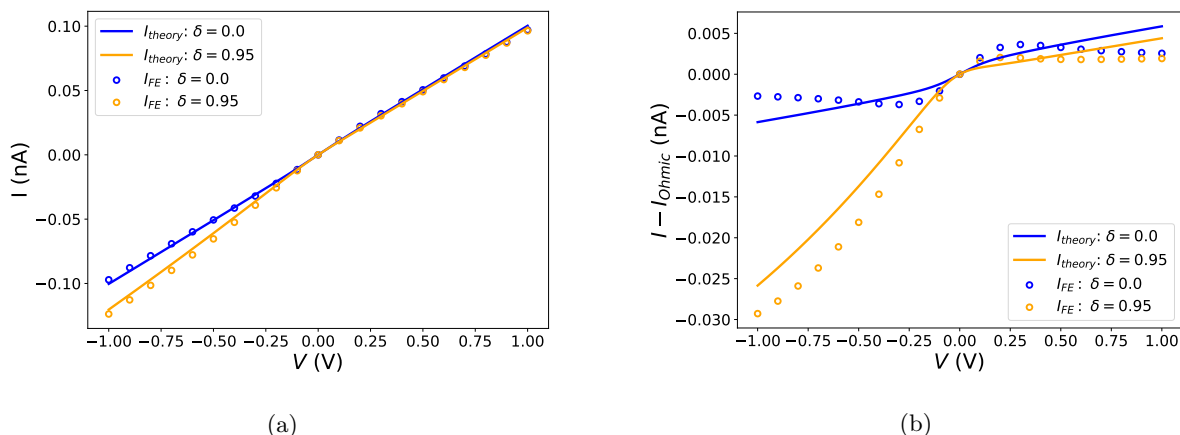 0.10
0.05
0.00
−0.05
−0.10
I (nA)
I_theory: δ = 0.0
I_theory: δ = 0.95
I_FE: δ = 0.0
I_FE: δ = 0.95
−1.00 −0.75 −0.50 −0.25 0.00 0.25 0.50 0.75 1.00
V (V)
(a)
0.005
0.000
−0.005
−0.010
−0.015
−0.020
−0.025
−0.030
I − I_Ohmic (nA)
I_theory: δ = 0.0
I_theory: δ = 0.95
I_FE: δ = 0.0
I_FE: δ = 0.95
−1.00 −0.75 −0.50 −0.25 0.00 0.25 0.50 0.75 1.00
V (V)
(b)